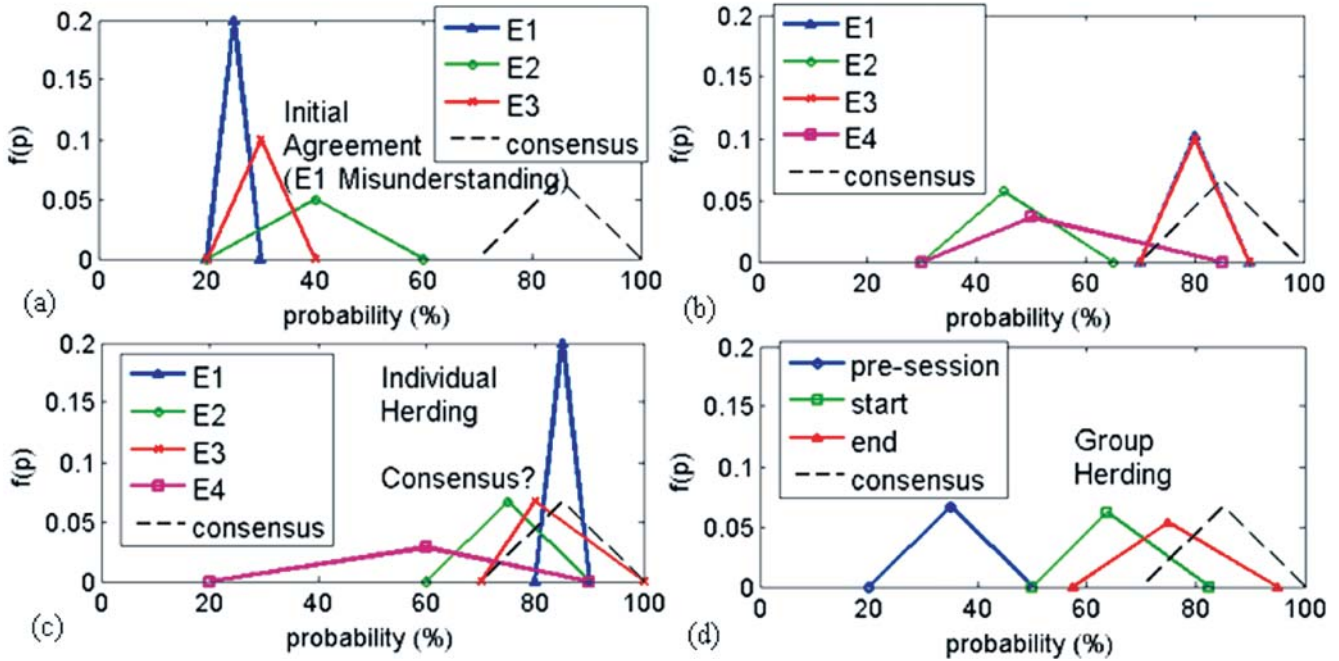 0.2
0.15
0.1
0.05
0
f(p)
E1
E2
E3
consensus
Initial
Agreement
(E1 Misunderstanding)
0 20 40 60 80 100
probability (%)
(a)
0.2
0.15
0.1
0.05
0
f(p)
E1
E2
E3
E4
consensus
0 20 40 60 80 100
probability (%)
(b)
0.2
0.15
0.1
0.05
0
f(p)
E1
E2
E3
E4
consensus
Individual
Herding
Consensus?
0 20 40 60 80 100
probability (%)
(c)
0.2
0.15
0.1
0.05
0
f(p)
pre-session
start
end
consensus
Group
Herding
0 20 40 60 80 100
probability (%)
(d)